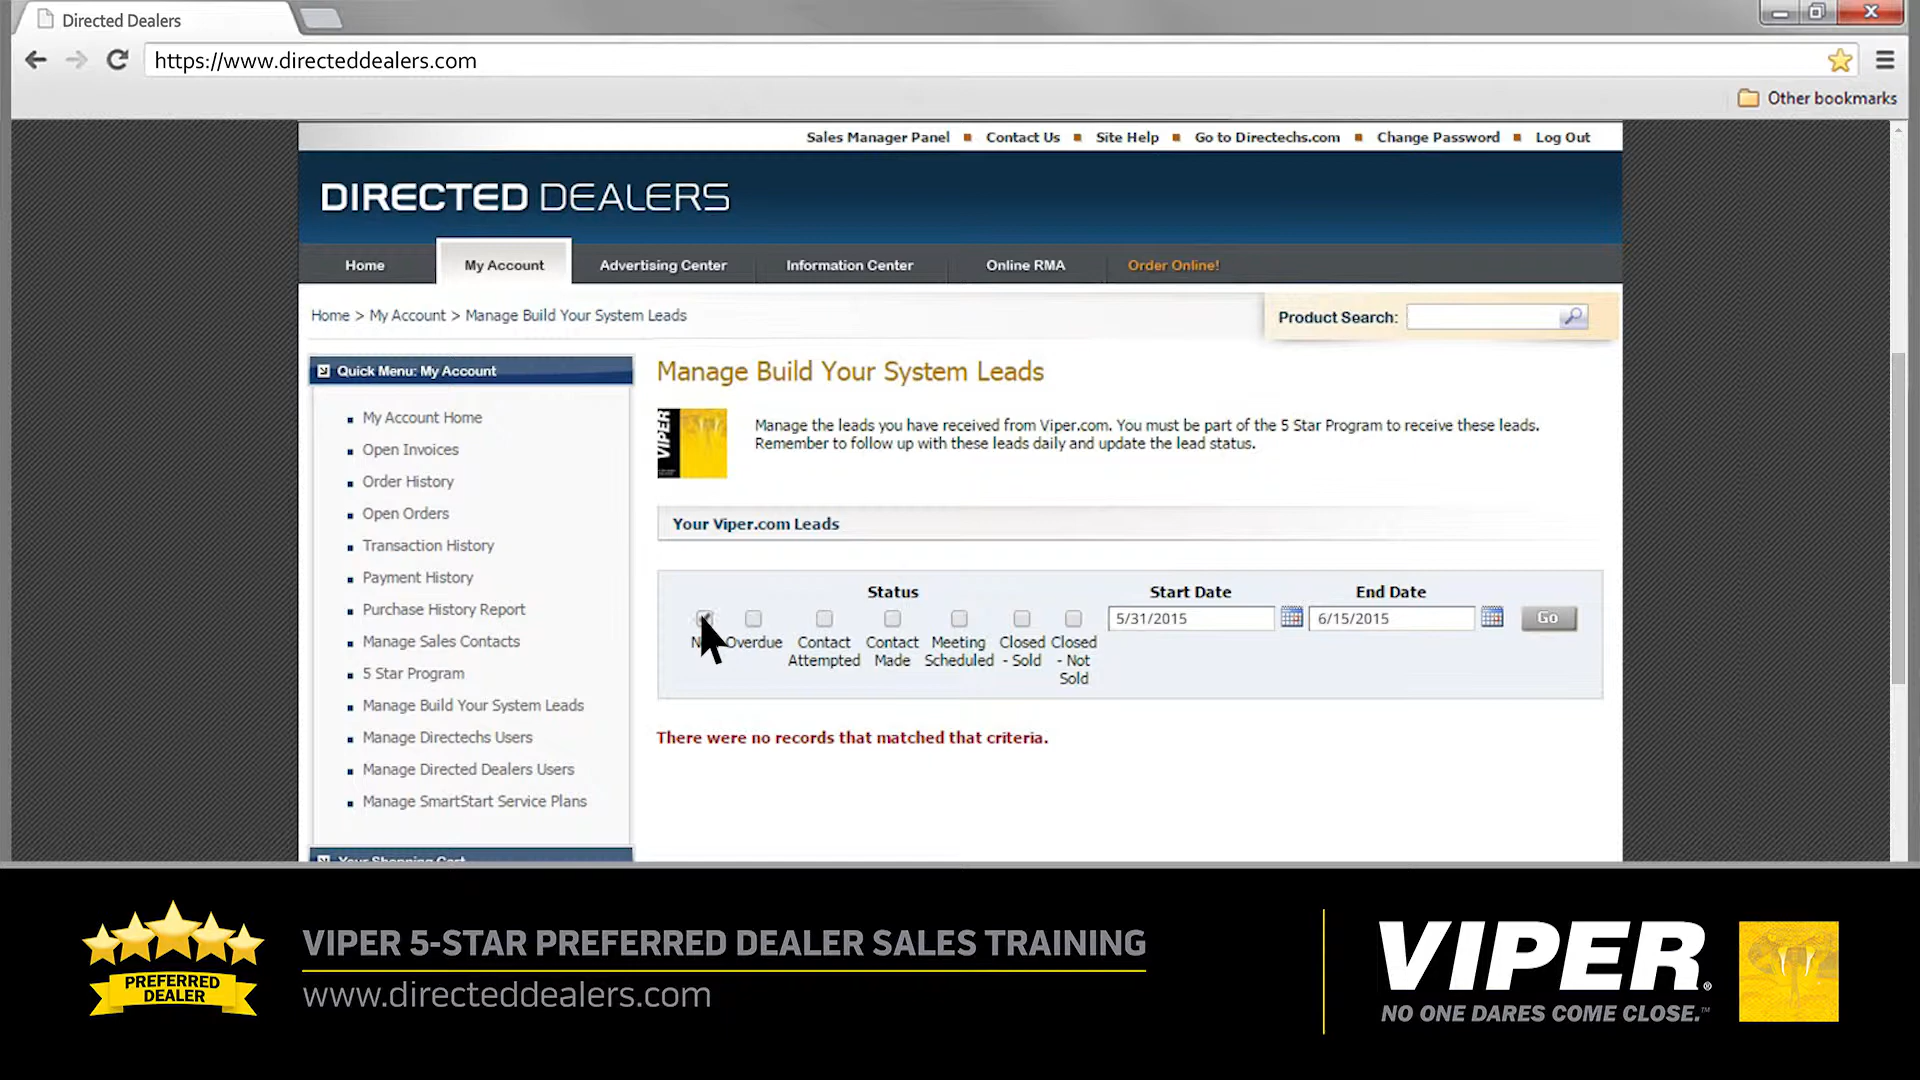 Directed Dealers
https://www.directeddealers.com
Other bookmarks
Sales Manager Panel Contact Us Site Help Go to Directechs.com Change Password Log Out
DIRECTED DEALERS
Home My Account Advertising Center Information Center Online RMA Order Online!
Home > My Account > Manage Build Your System Leads
Product Search:
Quick Menu: My Account
My Account Home
Open Invoices
Order History
Open Orders
Transaction History
Payment History
Purchase History Report
Manage Sales Contacts
5 Star Program
Manage Build Your System Leads
Manage Directechs Users
Manage Directed Dealers Users
Manage SmartStart Service Plans
Your Shopping Cart
Manage Build Your System Leads
VIPER
Manage the leads you have received from Viper.com. You must be part of the 5 Star Program to receive these leads.
Remember to follow up with these leads daily and update the lead status.
Your Viper.com Leads
Status Start Date End Date
5/31/2015 6/15/2015 Go
Overdue Contact Contact Meeting Closed Closed
Attempted Made Scheduled - Sold - Not
Sold
There were no records that matched that criteria.
PREFERRED
DEALER
VIPER 5-STAR PREFERRED DEALER SALES TRAINING
www.directeddealers.com
VIPER®
NO ONE DARES COME CLOSE.™